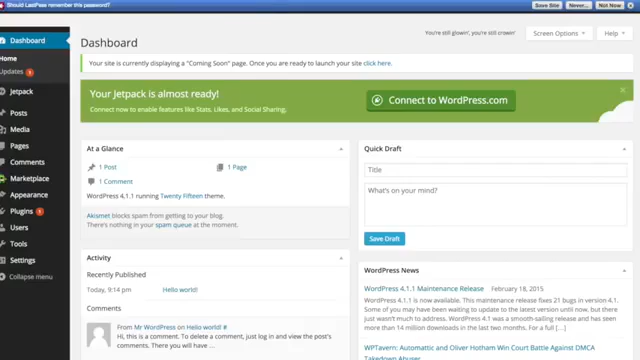 Should LastPass remember this password?
Save Site
Never...
Not Now
Dashboard
Home
Updates 1
Jetpack
Posts
Media
Pages
Comments
Marketplace
Appearance
Plugins 1
Users
Tools
Settings
Collapse menu
You're still glowin', you're still crowin'
Screen Options
Help
Dashboard
Your site is currently displaying a "Coming Soon" page. Once you are ready to launch your site click here.
Your Jetpack is almost ready!
Connect now to enable features like Stats, Likes, and Social Sharing.
Connect to WordPress.com
At a Glance
1 Post
1 Page
1 Comment
WordPress 4.1.1 running Twenty Fifteen theme.
Akismet blocks spam from getting to your blog.
There's nothing in your spam queue at the moment.
Activity
Recently Published
Today, 9:14 pm Hello world!
Comments
From Mr WordPress on Hello world! #
Hi, this is a comment. To delete a comment, just log in and view the
post's comments. There you will have ...
Quick Draft
Title
What's on your mind?
Save Draft
WordPress News
WordPress 4.1.1 Maintenance Release February 18, 2015
WordPress 4.1.1 is now available. This maintenance release fixes 21 bugs in version 4.1.
Some of you may have been waiting to update to the latest version until now, but there
just wasn't much to address. WordPress 4.1 was a smooth-sailing release and has seen
more than 14 million downloads in the last two months. For a full […]
WPTavern: Automattic and Oliver Hotham Win Court Battle Against DMCA
Takedown Abuser